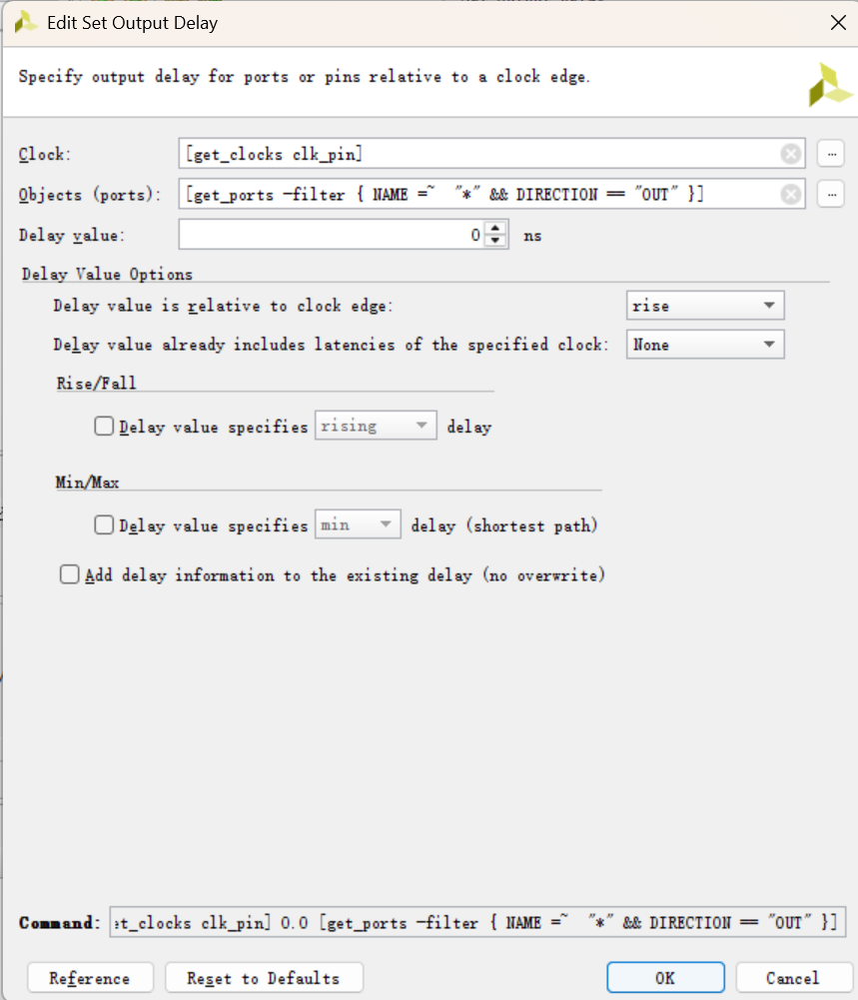 Edit Set Output Delay
Specify output delay for ports or pins relative to a clock edge.
Clock: [get_clocks clk_pin] ...
Objects (ports): [get_ports -filter { NAME =~ "*" && DIRECTION == "OUT" }] ...
Delay value: 0 ns
Delay Value Options
Delay value is relative to clock edge: rise
Delay value already includes latencies of the specified clock: None
Rise/Fall
Delay value specifies rising delay
Min/Max
Delay value specifies min delay (shortest path)
Add delay information to the existing delay (no overwrite)
Command: et_clocks clk_pin] 0.0 [get_ports -filter { NAME =~ "*" && DIRECTION == "OUT" }]
Reference Reset to Defaults OK Cancel